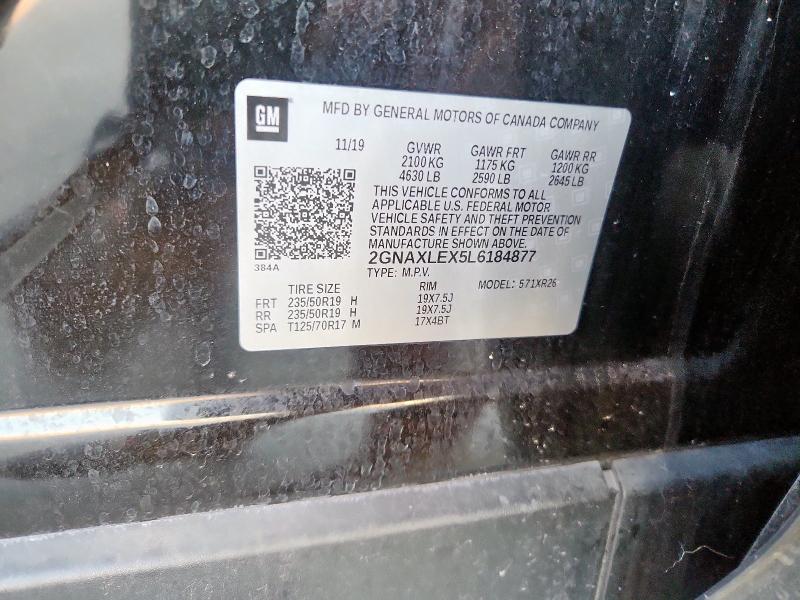 GM MFD BY GENERAL MOTORS OF CANADA COMPANY
11/19 GVWR GAWR FRT GAWR RR
2100 KG 1175 KG 1200 KG
4630 LB 2590 LB 2645 LB
THIS VEHICLE CONFORMS TO ALL
APPLICABLE U.S. FEDERAL MOTOR
VEHICLE SAFETY AND THEFT PREVENTION
STANDARDS IN EFFECT ON THE DATE OF
MANUFACTURE SHOWN ABOVE.
384A 2GNAXLEX5L6184877
TYPE: M.P.V. MODEL: 571XR26
TIRE SIZE RIM
FRT 235/50R19 H 19X7.5J
RR 235/50R19 H 19X7.5J
SPA T125/70R17 M 17X4BT